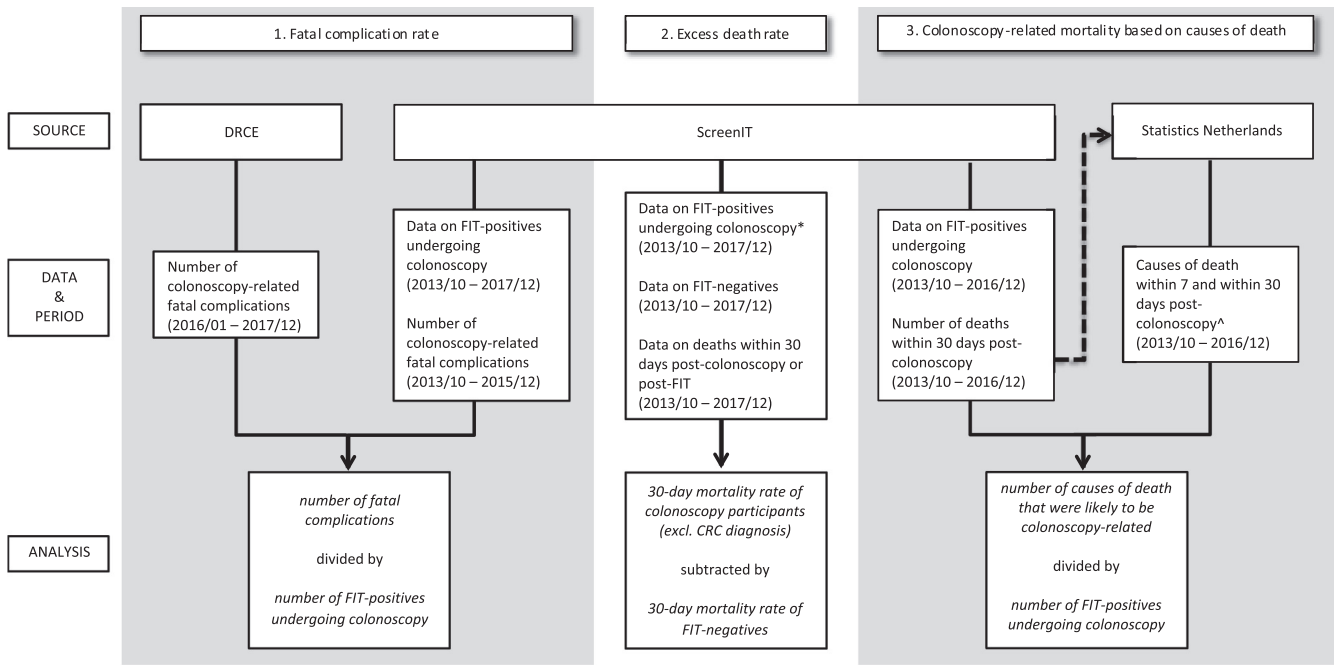 1. Fatal complication rate
2. Excess death rate
3. Colonoscopy-related mortality based on causes of death
SOURCE
DRCE
ScreenIT
Statistics Netherlands
DATA
&
PERIOD
Number of
colonoscopy-related
fatal complications
(2016/01 – 2017/12)
Data on FIT-positives
undergoing
colonoscopy
(2013/10 – 2017/12)
Number of
colonoscopy-related
fatal complications
(2013/10 – 2015/12)
Data on FIT-positives
undergoing colonoscopy*
(2013/10 – 2017/12)
Data on FIT-negatives
(2013/10 – 2017/12)
Data on deaths within 30
days post-colonoscopy or
post-FIT
(2013/10 – 2017/12)
Data on FIT-positives
undergoing
colonoscopy
(2013/10 – 2016/12)
Number of deaths
within 30 days post-
colonoscopy
(2013/10 – 2016/12)
Causes of death
within 7 and within 30
days post-
colonoscopy^
(2013/10 – 2016/12)
ANALYSIS
number of fatal
complications
divided by
number of FIT-positives
undergoing colonoscopy
30-day mortality rate of
colonoscopy participants
(excl. CRC diagnosis)
subtracted by
30-day mortality rate of
FIT-negatives
number of causes of death
that were likely to be
colonoscopy-related
divided by
number of FIT-positives
undergoing colonoscopy